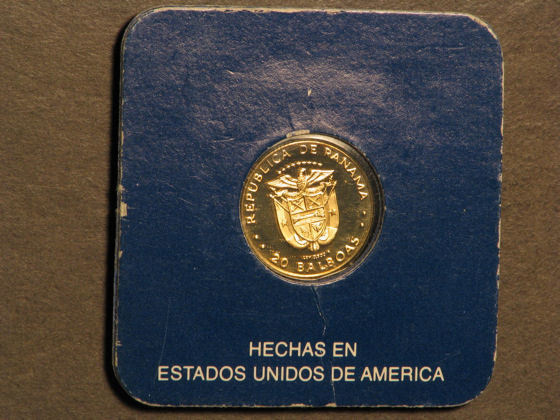 REPUBLICA DE PANAMA
20 BALBOAS
HECHAS EN
ESTADOS UNIDOS DE AMERICA